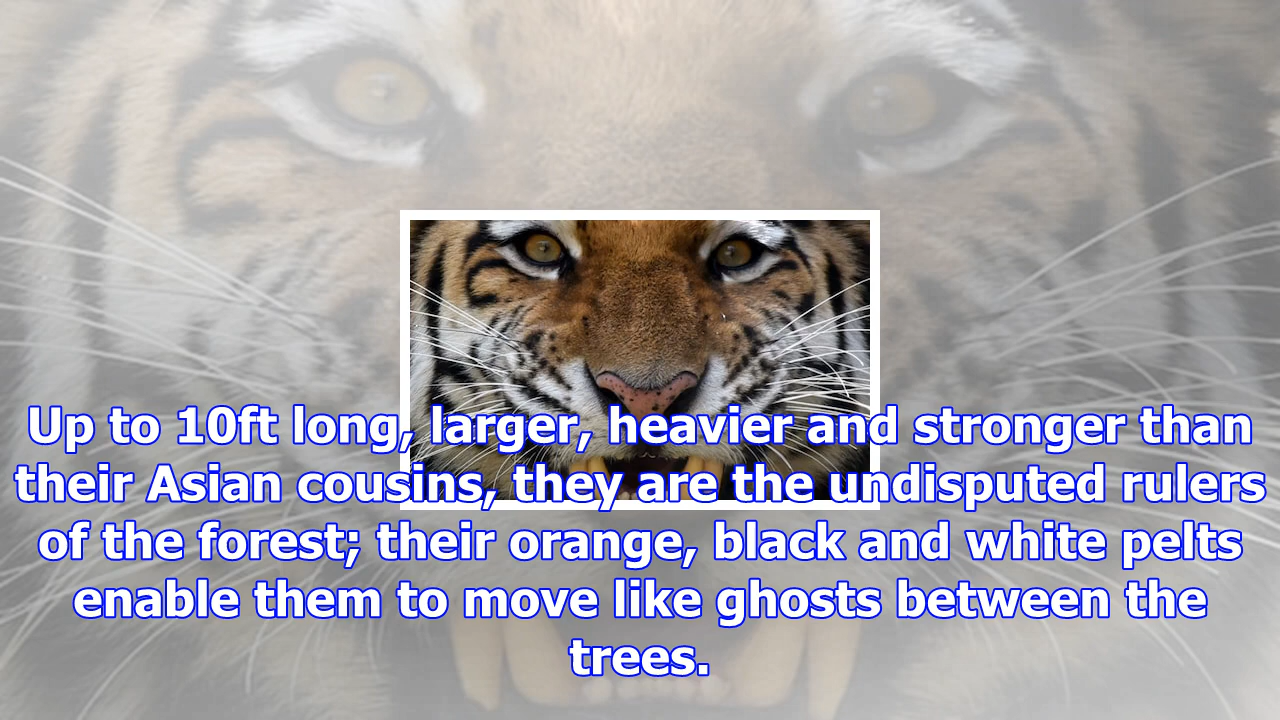 Up to 10ft long, larger, heavier and stronger than
their Asian cousins, they are the undisputed rulers
of the forest; their orange, black and white pelts
enable them to move like ghosts between the
trees.